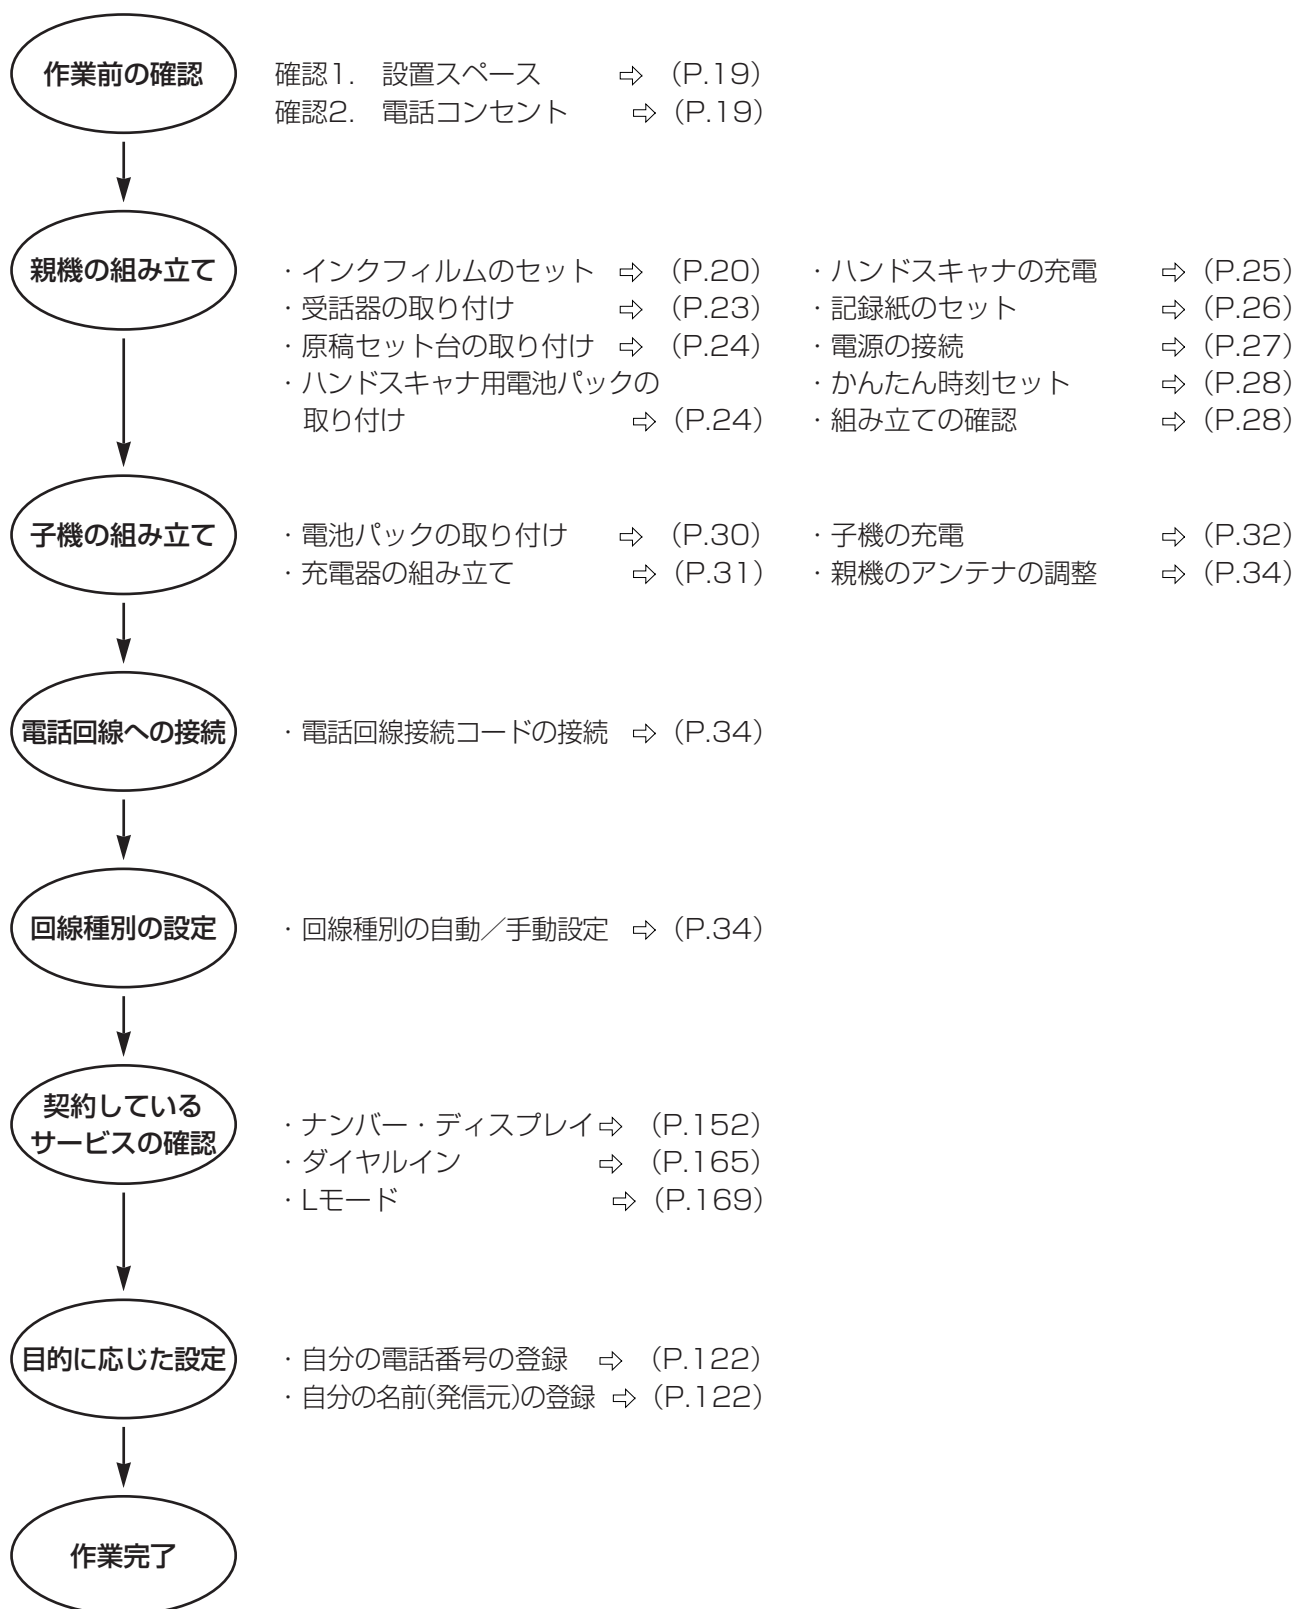 作業前の確認
確認1. 設置スペース ⇨ (P.19)
確認2. 電話コンセント ⇨ (P.19)
親機の組み立て
・インクフィルムのセット ⇨ (P.20)
・受話器の取り付け ⇨ (P.23)
・原稿セット台の取り付け ⇨ (P.24)
・ハンドスキャナ用電池パックの
取り付け ⇨ (P.24)
・ハンドスキャナの充電 ⇨ (P.25)
・記録紙のセット ⇨ (P.26)
・電源の接続 ⇨ (P.27)
・かんたん時刻セット ⇨ (P.28)
・組み立ての確認 ⇨ (P.28)
子機の組み立て
・電池パックの取り付け ⇨ (P.30)
・充電器の組み立て ⇨ (P.31)
・子機の充電 ⇨ (P.32)
・親機のアンテナの調整 ⇨ (P.34)
電話回線への接続
・電話回線接続コードの接続 ⇨ (P.34)
回線種別の設定
・回線種別の自動／手動設定 ⇨ (P.34)
契約している
サービスの確認
・ナンバー・ディスプレイ⇨ (P.152)
・ダイヤルイン ⇨ (P.165)
・Lモード ⇨ (P.169)
目的に応じた設定
・自分の電話番号の登録 ⇨ (P.122)
・自分の名前(発信元)の登録 ⇨ (P.122)
作業完了